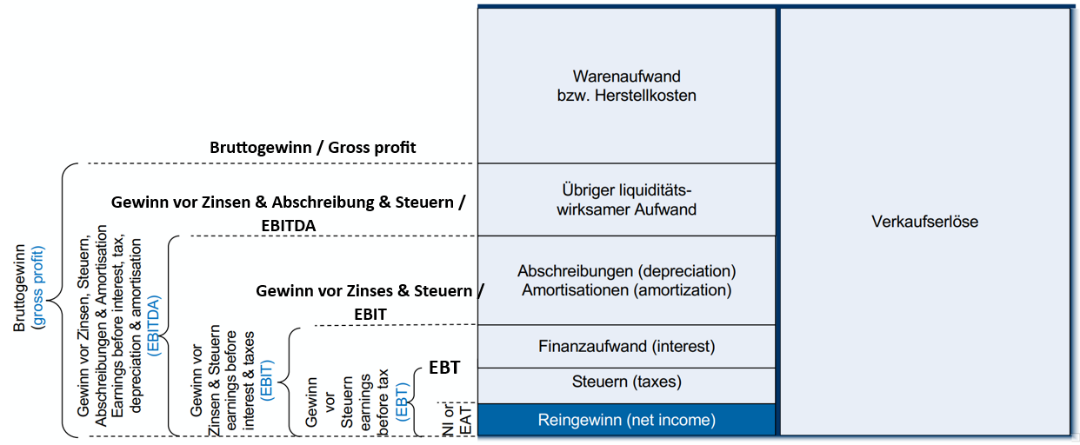 Warenaufwand
bzw. Herstellkosten
Bruttogewinn / Gross profit
Gewinn vor Zinsen & Abschreibung & Steuern /
EBITDA
Übriger liquiditäts-
wirksamer Aufwand
Verkaufserlöse
Gewinn vor Zinses & Steuern /
EBIT
Abschreibungen (depreciation)
Amortisationen (amortization)
Finanzaufwand (interest)
EBT
Steuern (taxes)
Reingewinn (net income)
Bruttogewinn
(gross profit)
Gewinn vor Zinsen, Steuern,
Abschreibungen & Amortisation
Earnings before interest, tax,
depreciation & amortisation
(EBITDA)
Gewinn vor
Zinsen & Steuern
earnings before
interest & taxes
(EBIT)
Gewinn
vor
Steuern
earnings
before tax
(EBT)
NI or
EAT